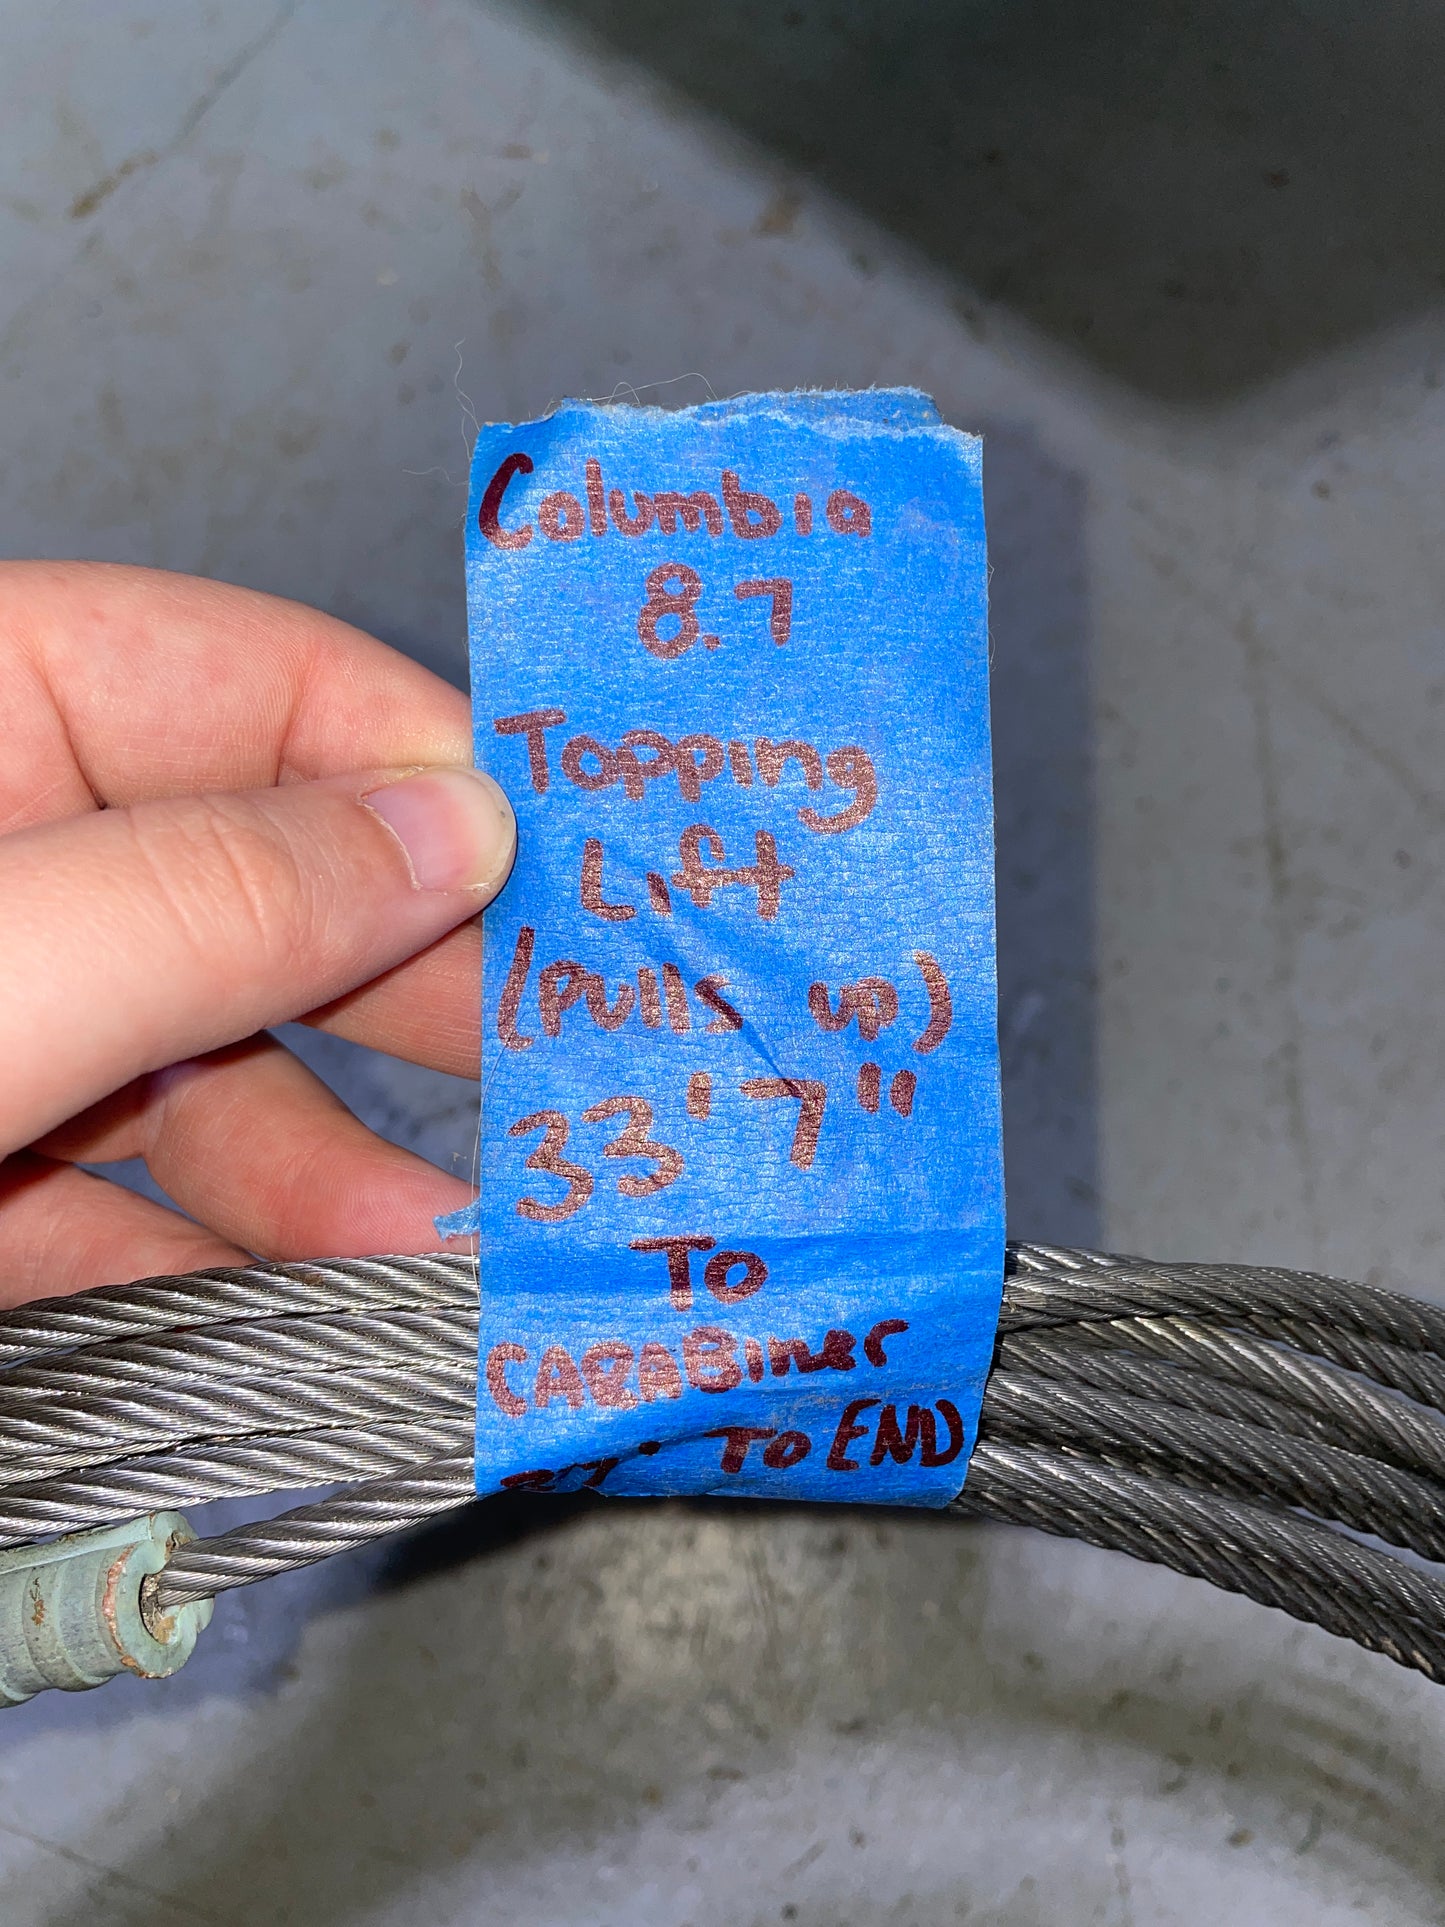 Columbia
8.7
Topping
Lift
(pulls up)
33'7"
To
CARABiner
To END